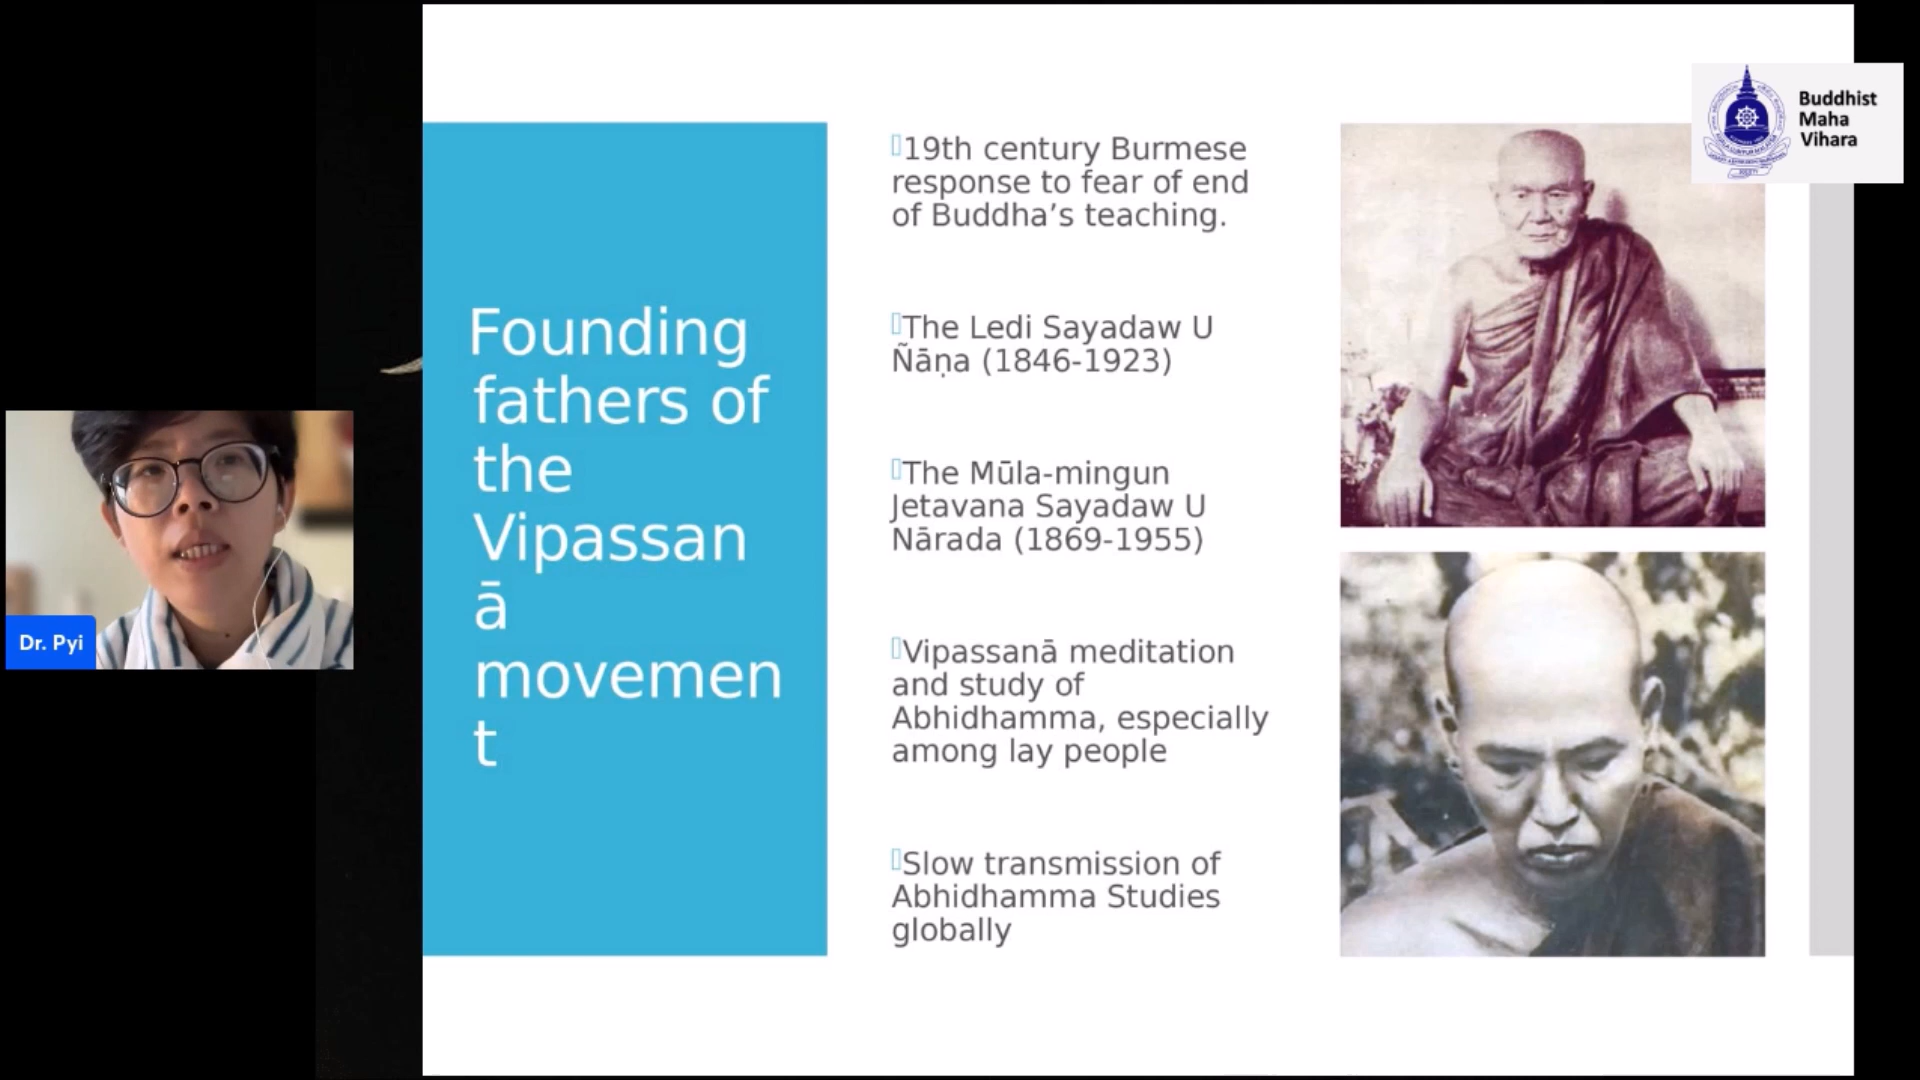 Founding
fathers of
the
Vipassan
ā
movemen
t
19th century Burmese
response to fear of end
of Buddha’s teaching.
The Ledi Sayadaw U
Ñāṇa (1846-1923)
The Mūla-mingun
Jetavana Sayadaw U
Nārada (1869-1955)
Vipassanā meditation
and study of
Abhidhamma, especially
among lay people
Slow transmission of
Abhidhamma Studies
globally
Buddhist
Maha
Vihara
Dr. Pyi